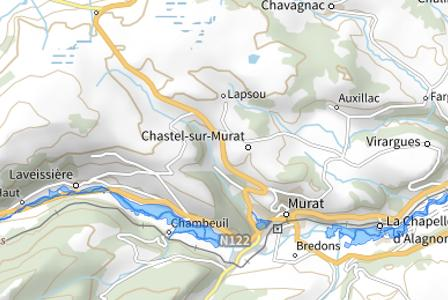 Chavagnac
Lapsou
Auxillac
Chastel-sur-Murat
Virargues
Laveissière
Murat
La Chapelle
d'Alagnon
Chambeuil
N122
Bredons